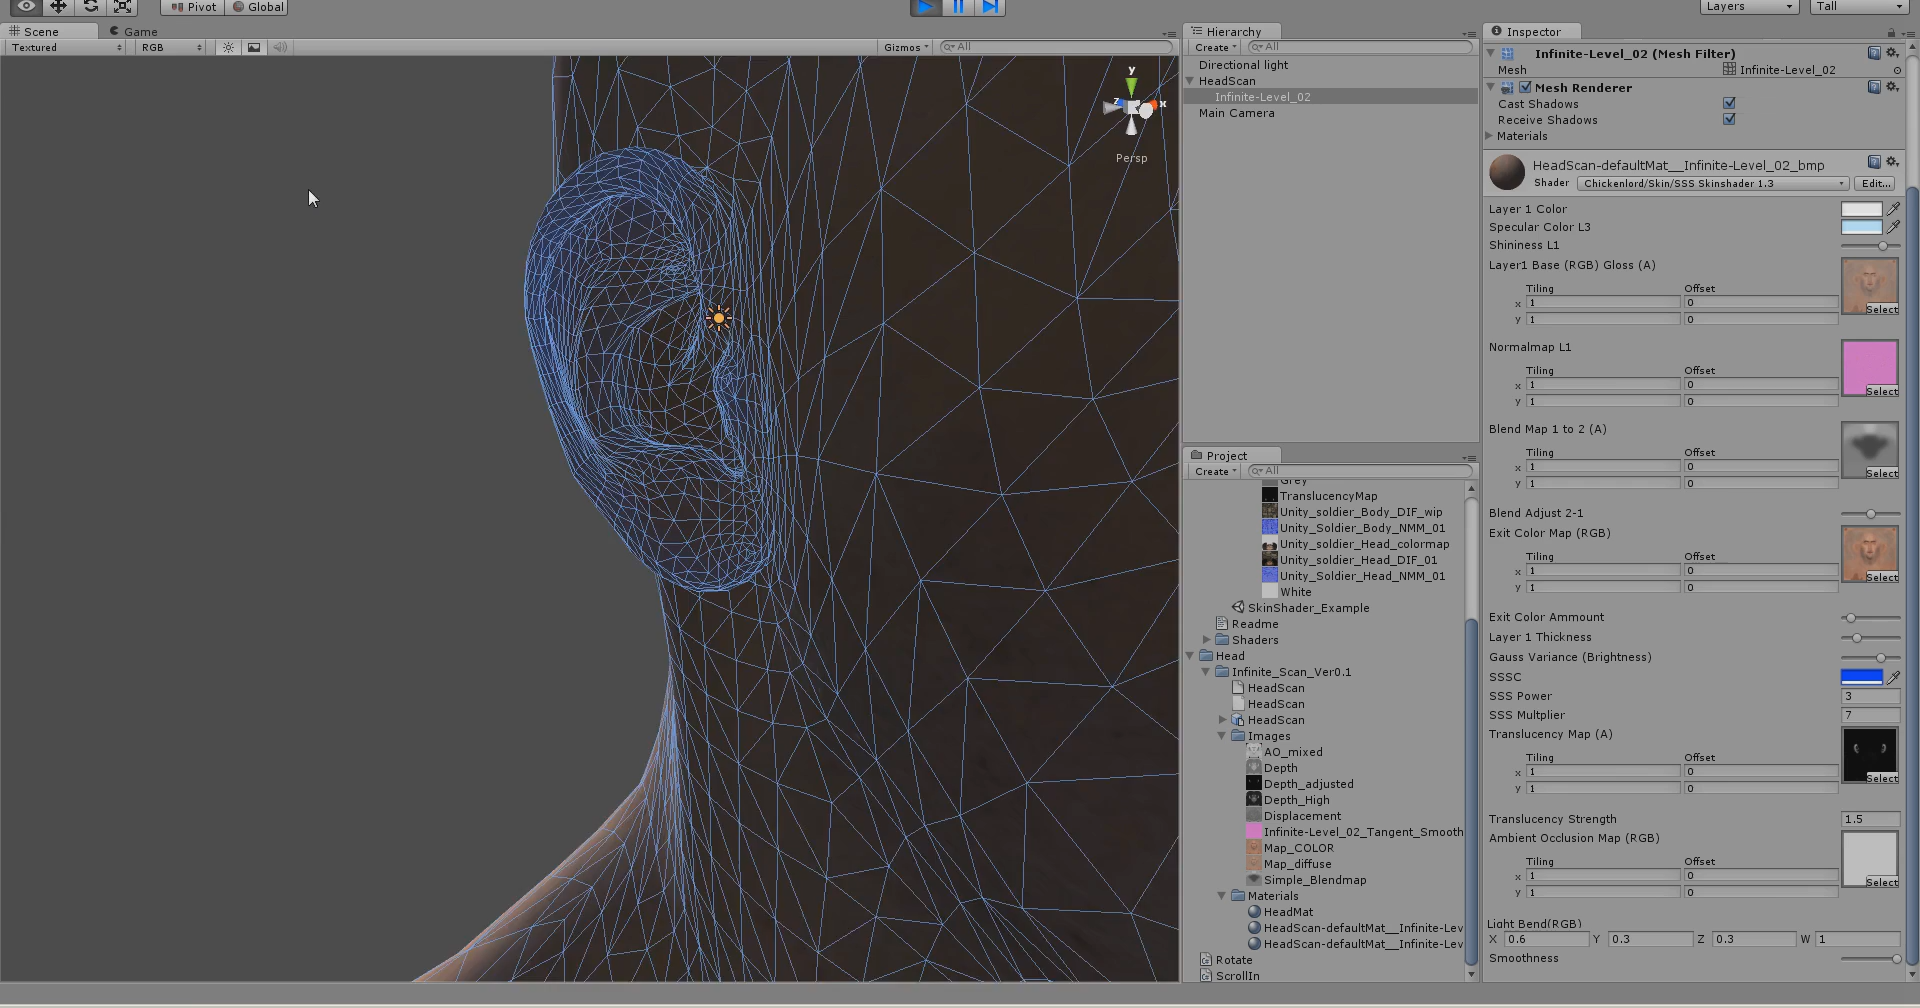 Pivot Global
Layers Tall
Scene Game
Textured RGB Gizmos All
y
z x
Persp
Hierarchy
Create All
Directional light
HeadScan
Infinite-Level_02
Main Camera
Project
Create All
Grey
TranslucencyMap
Unity_soldier_Body_DIF_wip
Unity_Soldier_Body_NMM_01
Unity_soldier_Head_colormap
Unity_soldier_Head_DIF_01
Unity_Soldier_Head_NMM_01
White
SkinShader_Example
Readme
Shaders
Head
Infinite_Scan_Ver0.1
HeadScan
HeadScan
HeadScan
Images
AO_mixed
Depth
Depth_adjusted
Depth_High
Displacement
Infinite-Level_02_Tangent_Smooth
Map_COLOR
Map_diffuse
Simple_Blendmap
Materials
HeadMat
HeadScan-defaultMat__Infinite-Lev
HeadScan-defaultMat__Infinite-Lev
Rotate
ScrollIn
Inspector
Infinite-Level_02 (Mesh Filter)
Mesh Infinite-Level_02
Mesh Renderer
Cast Shadows
Receive Shadows
Materials
HeadScan-defaultMat__Infinite-Level_02_bmp
Shader Chickenlord/Skin/SSS Skinshader 1.3 Edit...
Layer 1 Color
Specular Color L3
Shininess L1
Layer1 Base (RGB) Gloss (A)
Tiling Offset
x 1 0 Select
y 1 0
Normalmap L1
Tiling Offset
x 1 0 Select
y 1 0
Blend Map 1 to 2 (A)
Tiling Offset
x 1 0 Select
y 1 0
Blend Adjust 2-1
Exit Color Map (RGB)
Tiling Offset
x 1 0 Select
y 1 0
Exit Color Ammount
Layer 1 Thickness
Gauss Variance (Brightness)
SSSC
SSS Power 3
SSS Multplier 7
Translucency Map (A)
Tiling Offset
x 1 0 Select
y 1 0
Translucency Strength 1.5
Ambient Occlusion Map (RGB)
Tiling Offset
x 1 0 Select
y 1 0
Light Bend(RGB)
X 0.6 Y 0.3 Z 0.3 W 1
Smoothness